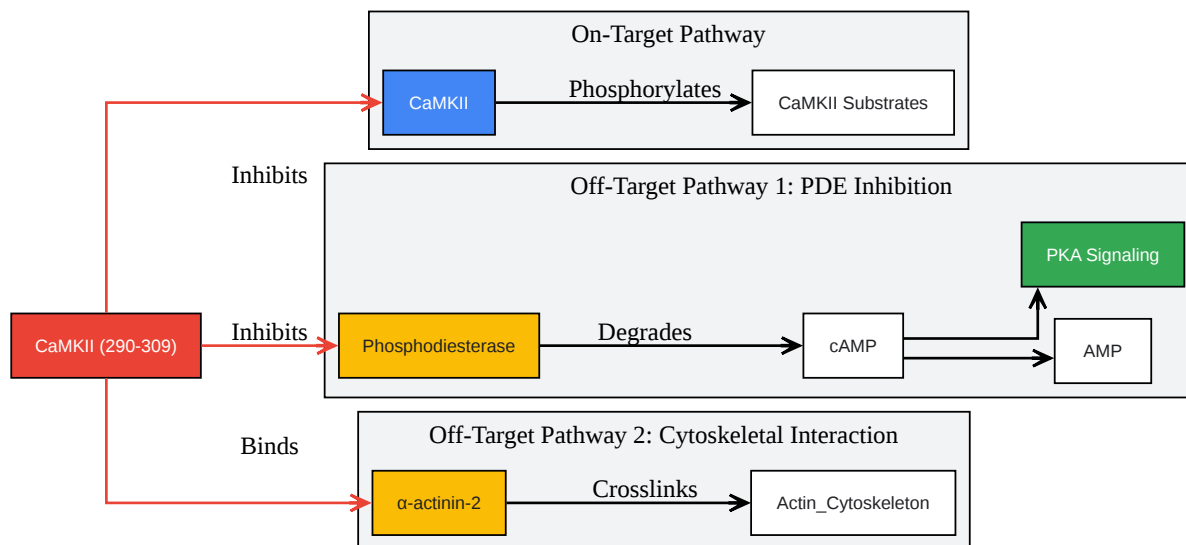 On-Target Pathway
CaMKII
Phosphorylates
CaMKII Substrates
Inhibits
Off-Target Pathway 1: PDE Inhibition
PKA Signaling
CaMKII (290-309)
Inhibits
Phosphodiesterase
Degrades
cAMP
AMP
Binds
Off-Target Pathway 2: Cytoskeletal Interaction
α-actinin-2
Crosslinks
Actin_Cytoskeleton